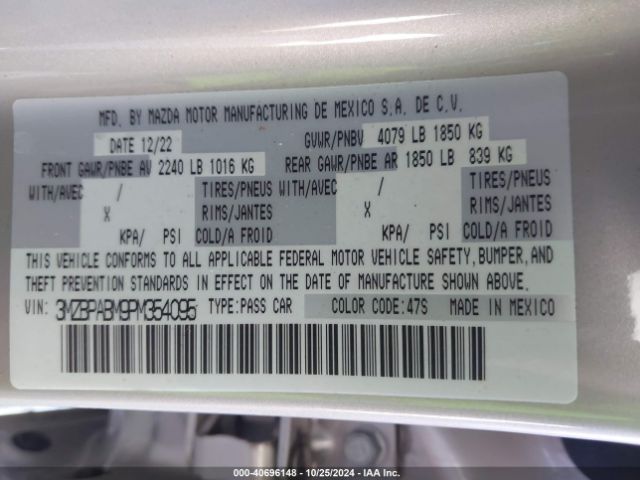 MFD. BY MAZDA MOTOR MANUFACTURING DE MEXICO S.A. DE C.V.
DATE 12/22 GVWR/PNBV 4079 LB 1850 KG
FRONT GAWR/PNBE AV 2240 LB 1016 KG REAR GAWR/PNBE AR 1850 LB 839 KG
WITH/AVEC / TIRES/PNEUS WITH/AVEC / TIRES/PNEUS
X RIMS/JANTES X RIMS/JANTES
KPA/ PSI COLD/A FROID KPA/ PSI COLD/A FROID
THIS VEHICLE CONFORMS TO ALL APPLICABLE FEDERAL MOTOR VEHICLE SAFETY, BUMPER, AND
THEFT PREVENTION STANDARDS IN EFFECT ON THE DATE OF MANUFACTURE SHOWN ABOVE.
VIN: 3MZBPABM9PM354095 TYPE:PASS CAR COLOR CODE:47S MADE IN MEXICO
000-40696148 - 10/25/2024 - IAA Inc.